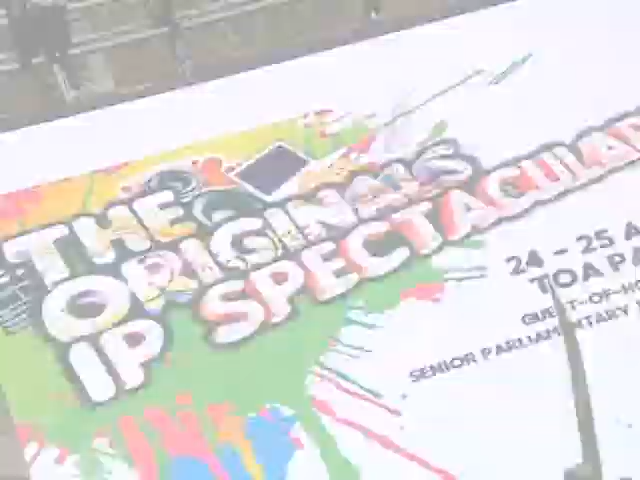 THE
ORIGINALS
IP SPECTACULAR
24 - 25 A
TOA PA
GUEST-OF-HO
SENIOR PARLIAMENTARY